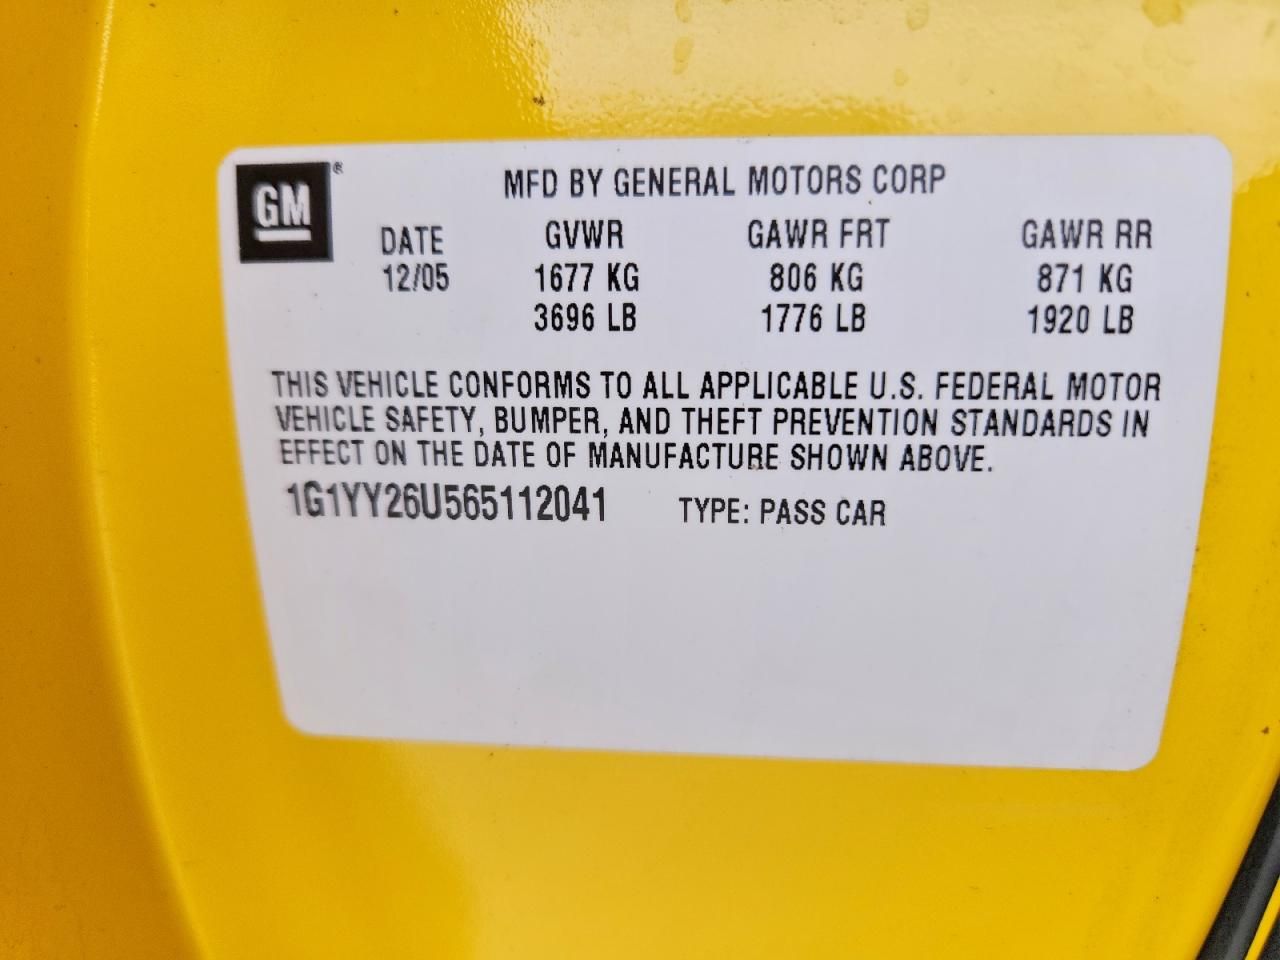 GM®
MFD BY GENERAL MOTORS CORP
DATE GVWR GAWR FRT GAWR RR
12/05 1677 KG 806 KG 871 KG
3696 LB 1776 LB 1920 LB
THIS VEHICLE CONFORMS TO ALL APPLICABLE U.S. FEDERAL MOTOR
VEHICLE SAFETY, BUMPER, AND THEFT PREVENTION STANDARDS IN
EFFECT ON THE DATE OF MANUFACTURE SHOWN ABOVE.
1G1YY26U565112041 TYPE: PASS CAR